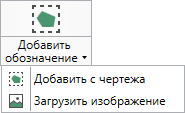 Добавить
обозначение
Добавить с чертежа
Загрузить изображение